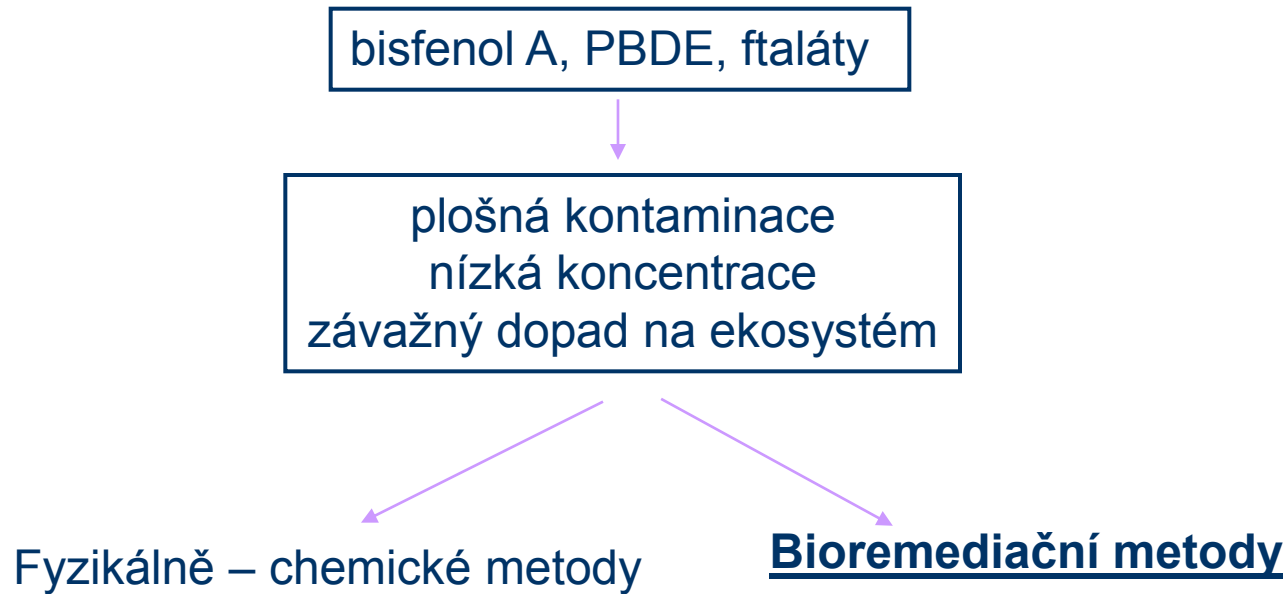 bisfenol A, PBDE, ftaláty
plošná kontaminace
nízká koncentrace
závažný dopad na ekosystém
Fyzikálně – chemické metody
Bioremediační metody